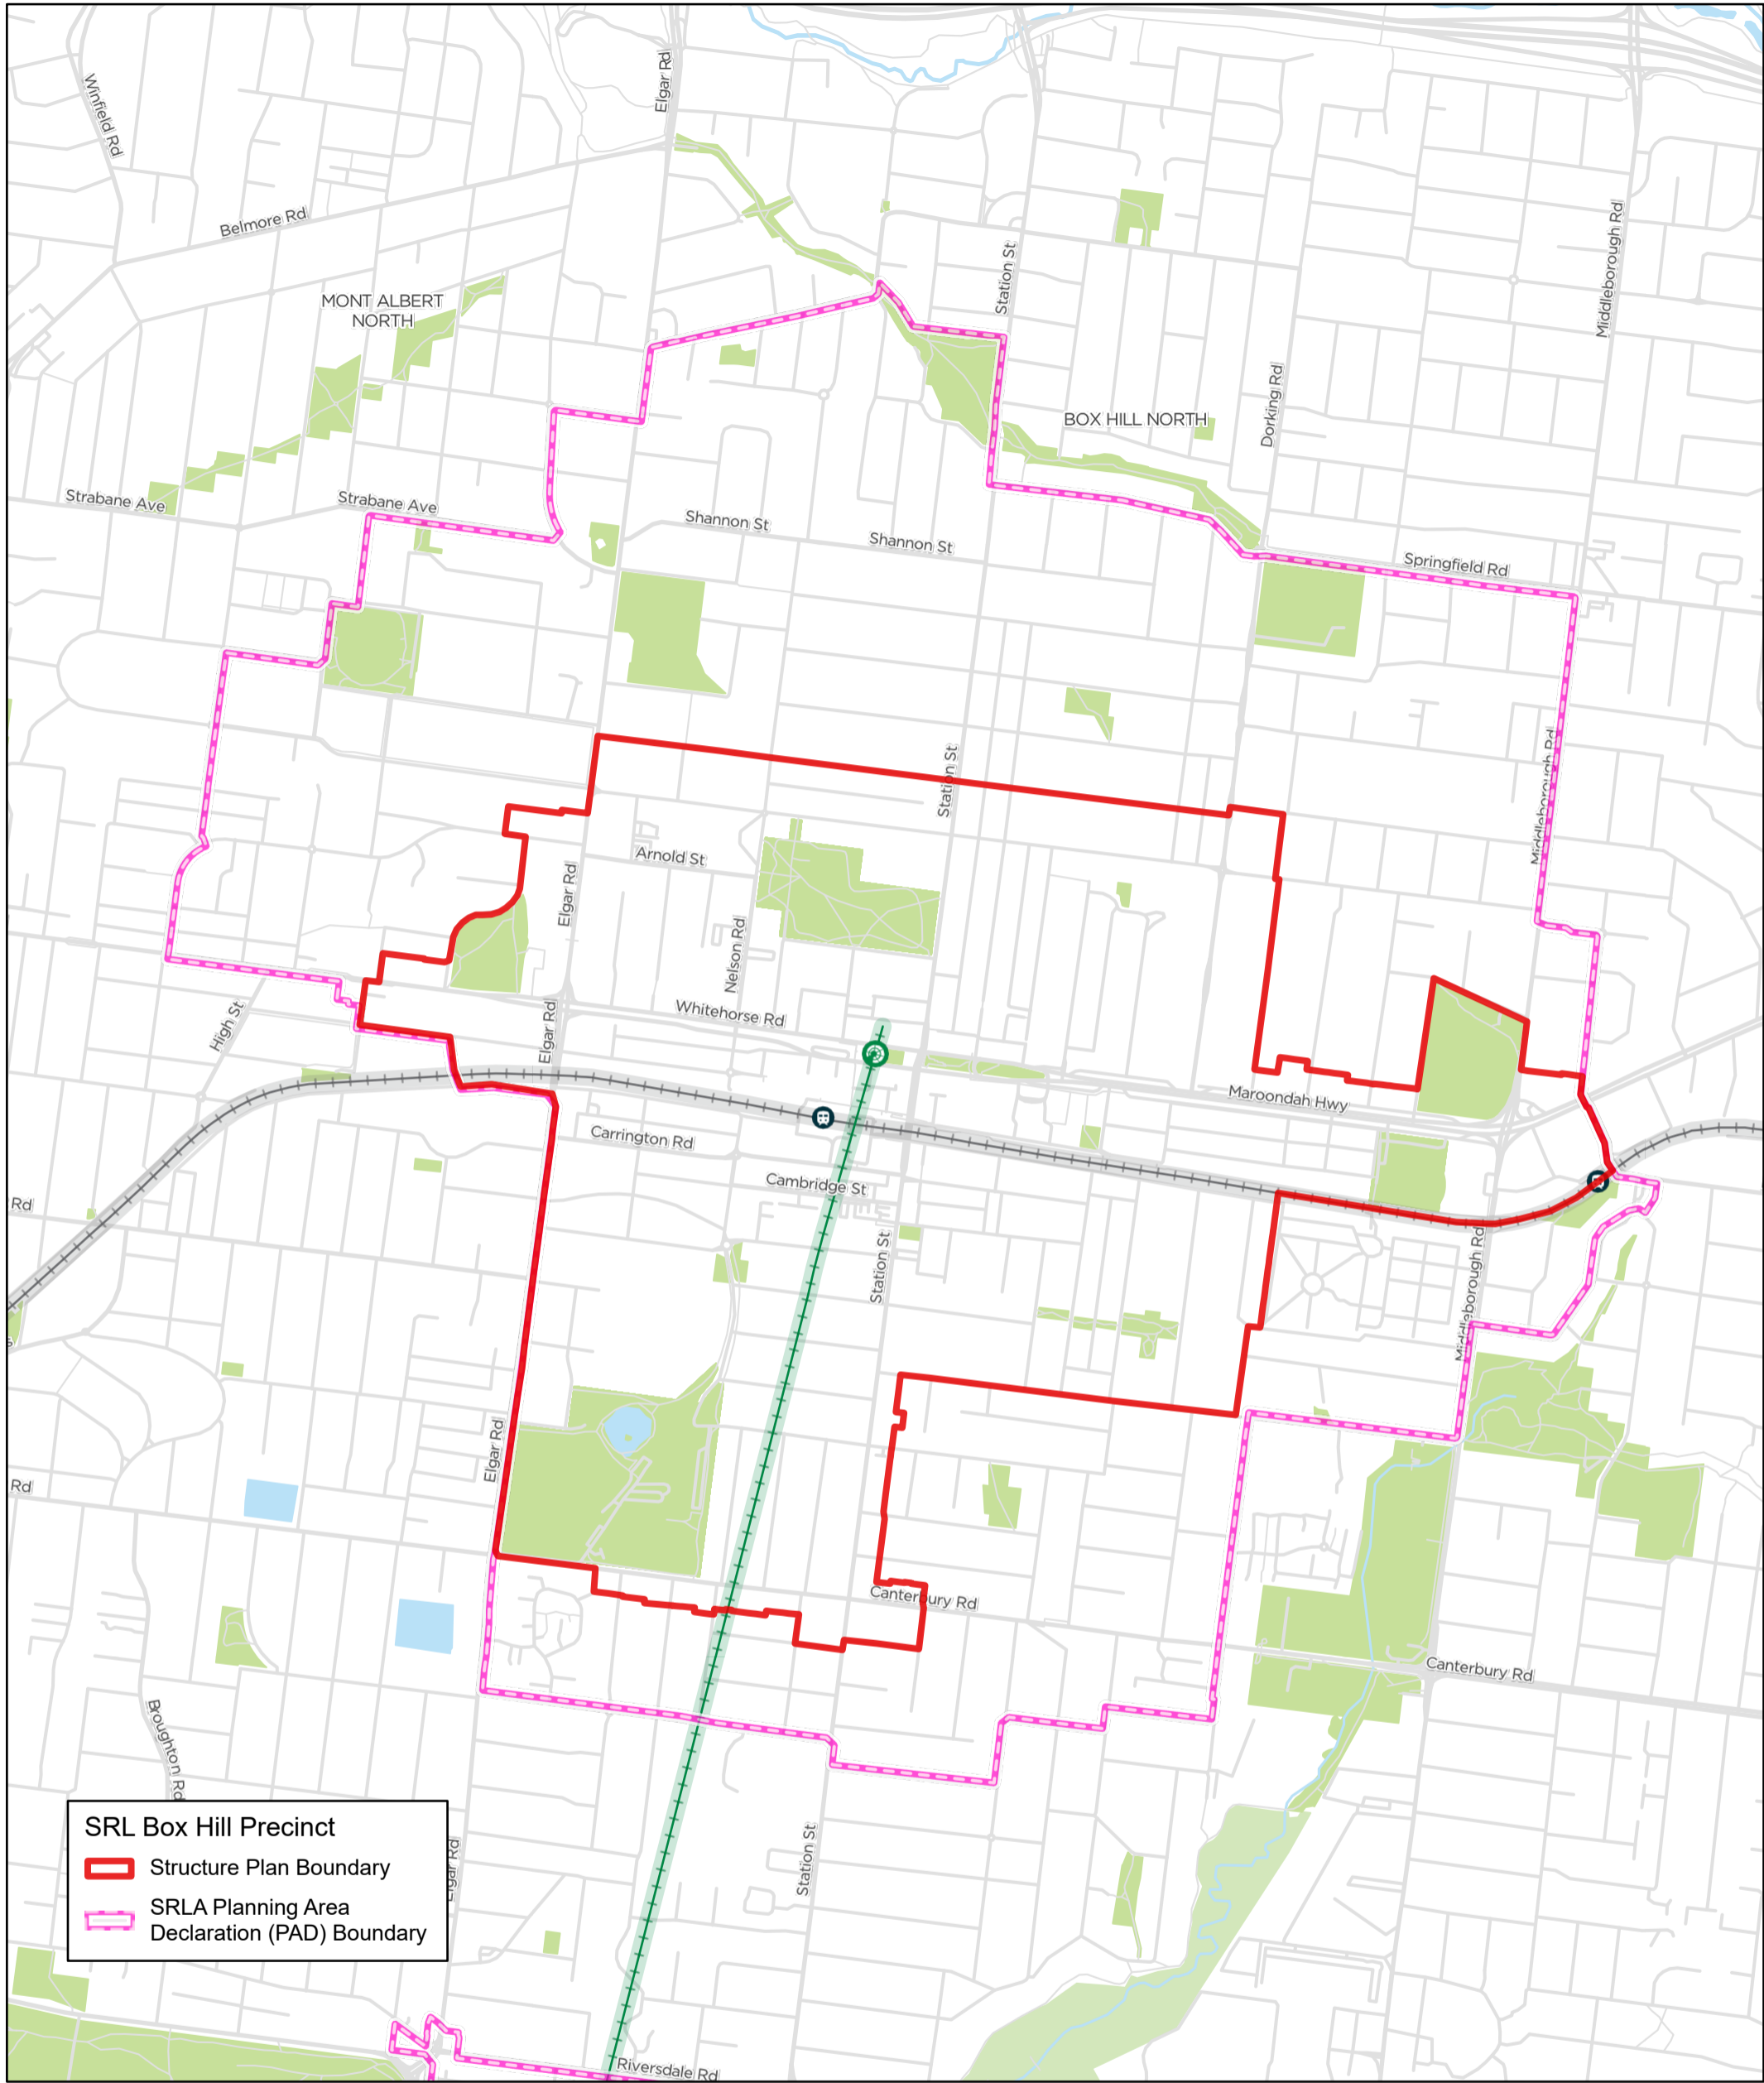 Elgar Rd
Winfield Rd
Belmore Rd
Middleborough Rd
Station St
MONT ALBERT
NORTH
Dorking Rd
BOX HILL NORTH
Strabane Ave
Strabane Ave
Shannon St
Shannon St
Springfield Rd
Station St
Middleborough Rd
Arnold St
Elgar Rd
Nelson Rd
High St
Elgar Rd
Whitehorse Rd
Maroondah Hwy
Carrington Rd
Cambridge St
Rd
Station St
Middleborough Rd
Elgar Rd
Rd
Canterbury Rd
Canterbury Rd
Broughton Rd
SRL Box Hill Precinct
Structure Plan Boundary
SRLA Planning Area
Declaration (PAD) Boundary
Elgar Rd
Station St
Riversdale Rd